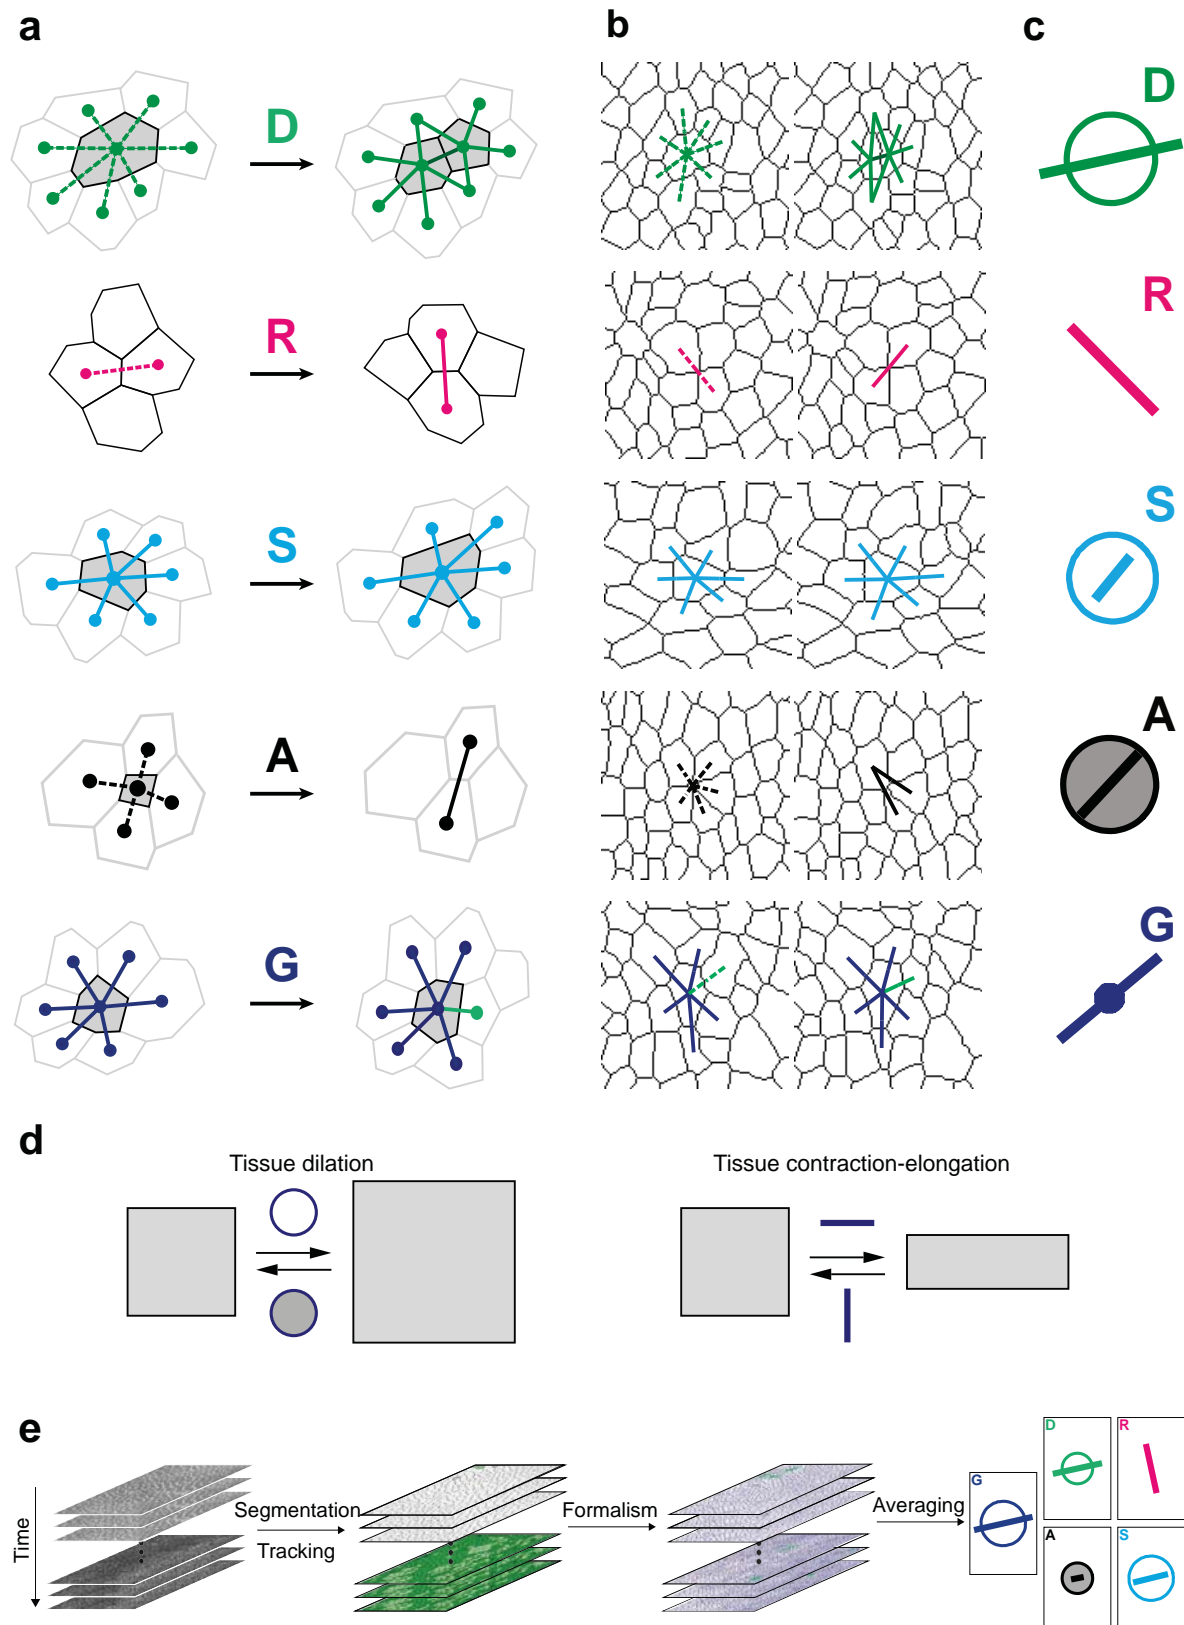 a
b
c
D
D
R
R
S
S
A
A
G
G
d
Tissue dilation
Tissue contraction-elongation
e
Time
Segmentation
Tracking
Formalism
Averaging
G
D
R
A
S